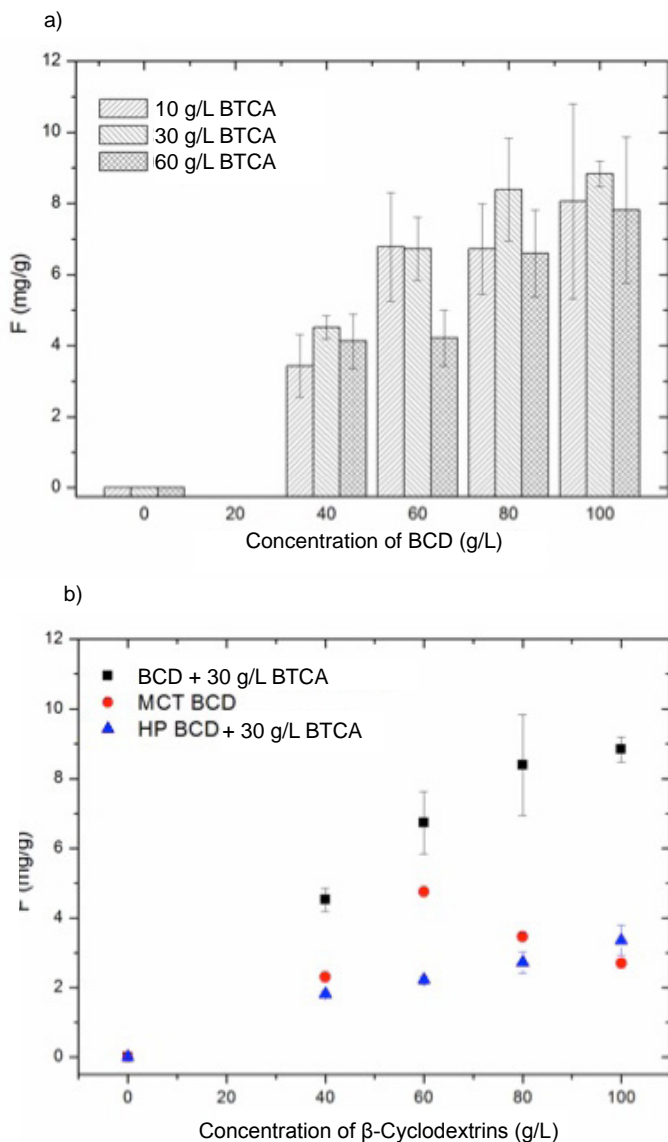 a)
12
10
8
6
4
2
0
F (mg/g)
10 g/L BTCA
30 g/L BTCA
60 g/L BTCA
0 20 40 60 80 100
Concentration of BCD (g/L)
b)
12
10
8
6
4
2
0
F (mg/g)
BCD + 30 g/L BTCA
MCT BCD
HP BCD + 30 g/L BTCA
0 20 40 60 80 100
Concentration of β-Cyclodextrins (g/L)